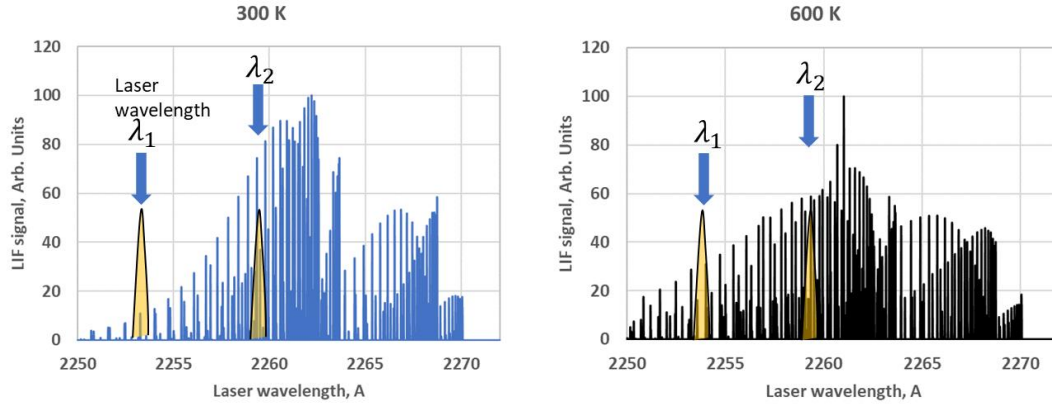 300 K
LIF signal, Arb. Units
120
100
80
60
40
20
0
Laser
wavelength
λ₁
λ₂
2250
2255
2260
2265
2270
Laser wavelength, A
600 K
LIF signal, Arb. Units
120
100
80
60
40
20
0
λ₁
λ₂
2250
2255
2260
2265
2270
Laser wavelength, A